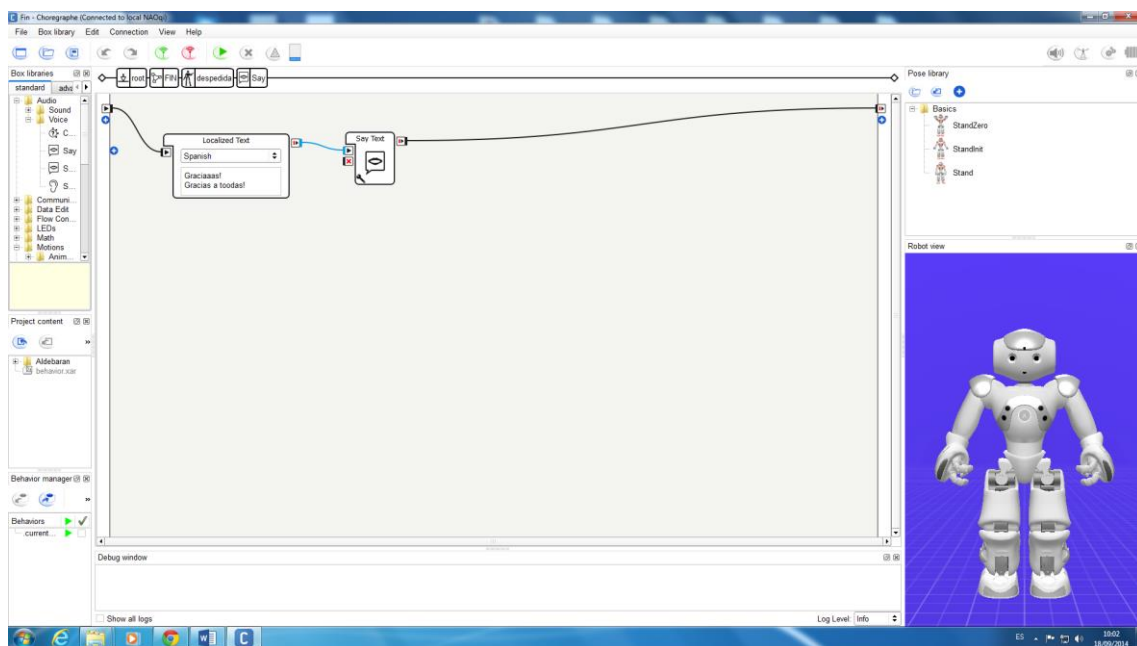 Fin - Choregraphe (Connected to local NAOqi)
File Box library Edit Connection View Help
Box libraries
standard adva
Audio
Sound
Voice
C...
Say
S...
S...
Communi...
Data Edit
Flow Con...
LEDs
Math
Motions
Anim...
Project content
Aldebaran
behavior.xar
Behavior manager
Behaviors
current...
root FIN despedida Say
Localized Text
Spanish
Graciaaas!
Gracias a toodas!
Say Text
Debug window
Show all logs
Log Level: Info
Pose library
Basics
StandZero
StandInit
Stand
Robot view
ES
10:02
18/09/2014